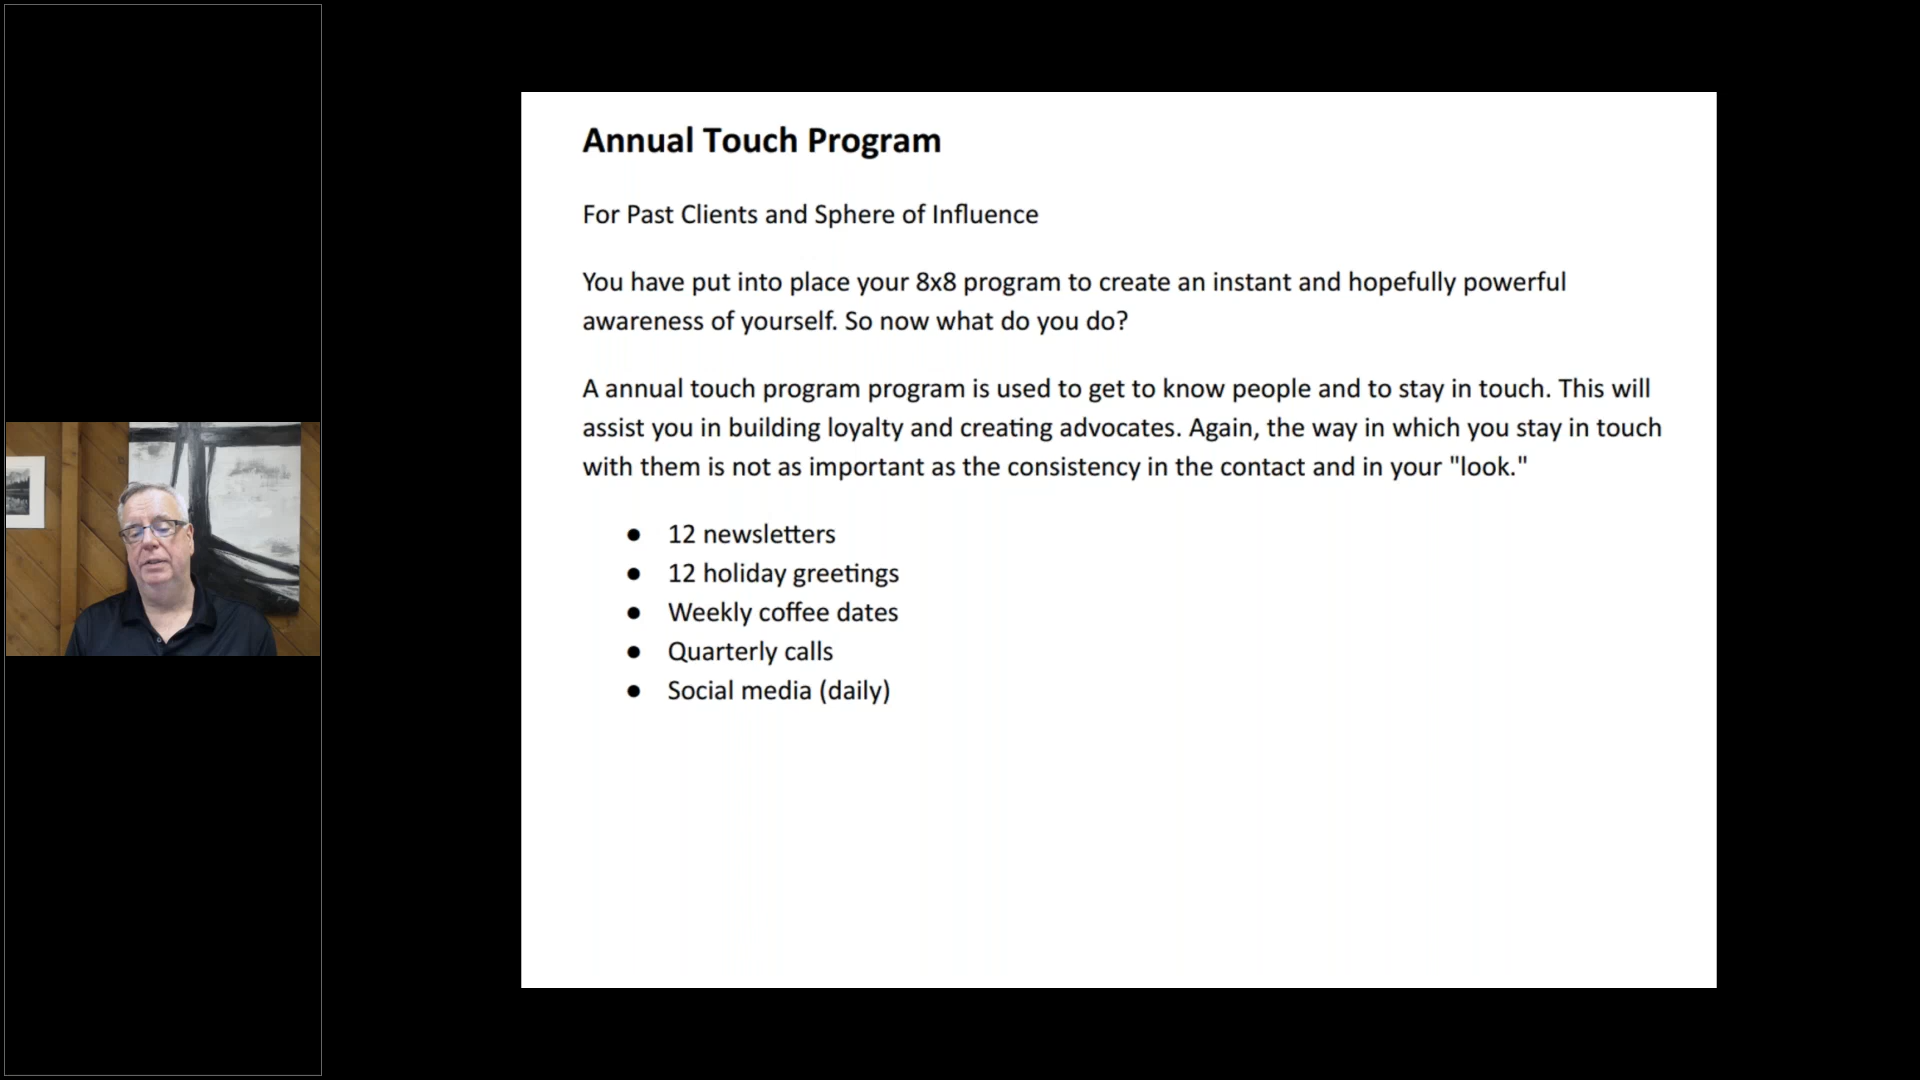 Annual Touch Program
For Past Clients and Sphere of Influence
You have put into place your 8x8 program to create an instant and hopefully powerful
awareness of yourself. So now what do you do?
A annual touch program program is used to get to know people and to stay in touch. This will
assist you in building loyalty and creating advocates. Again, the way in which you stay in touch
with them is not as important as the consistency in the contact and in your "look."
● 12 newsletters
● 12 holiday greetings
● Weekly coffee dates
● Quarterly calls
● Social media (daily)